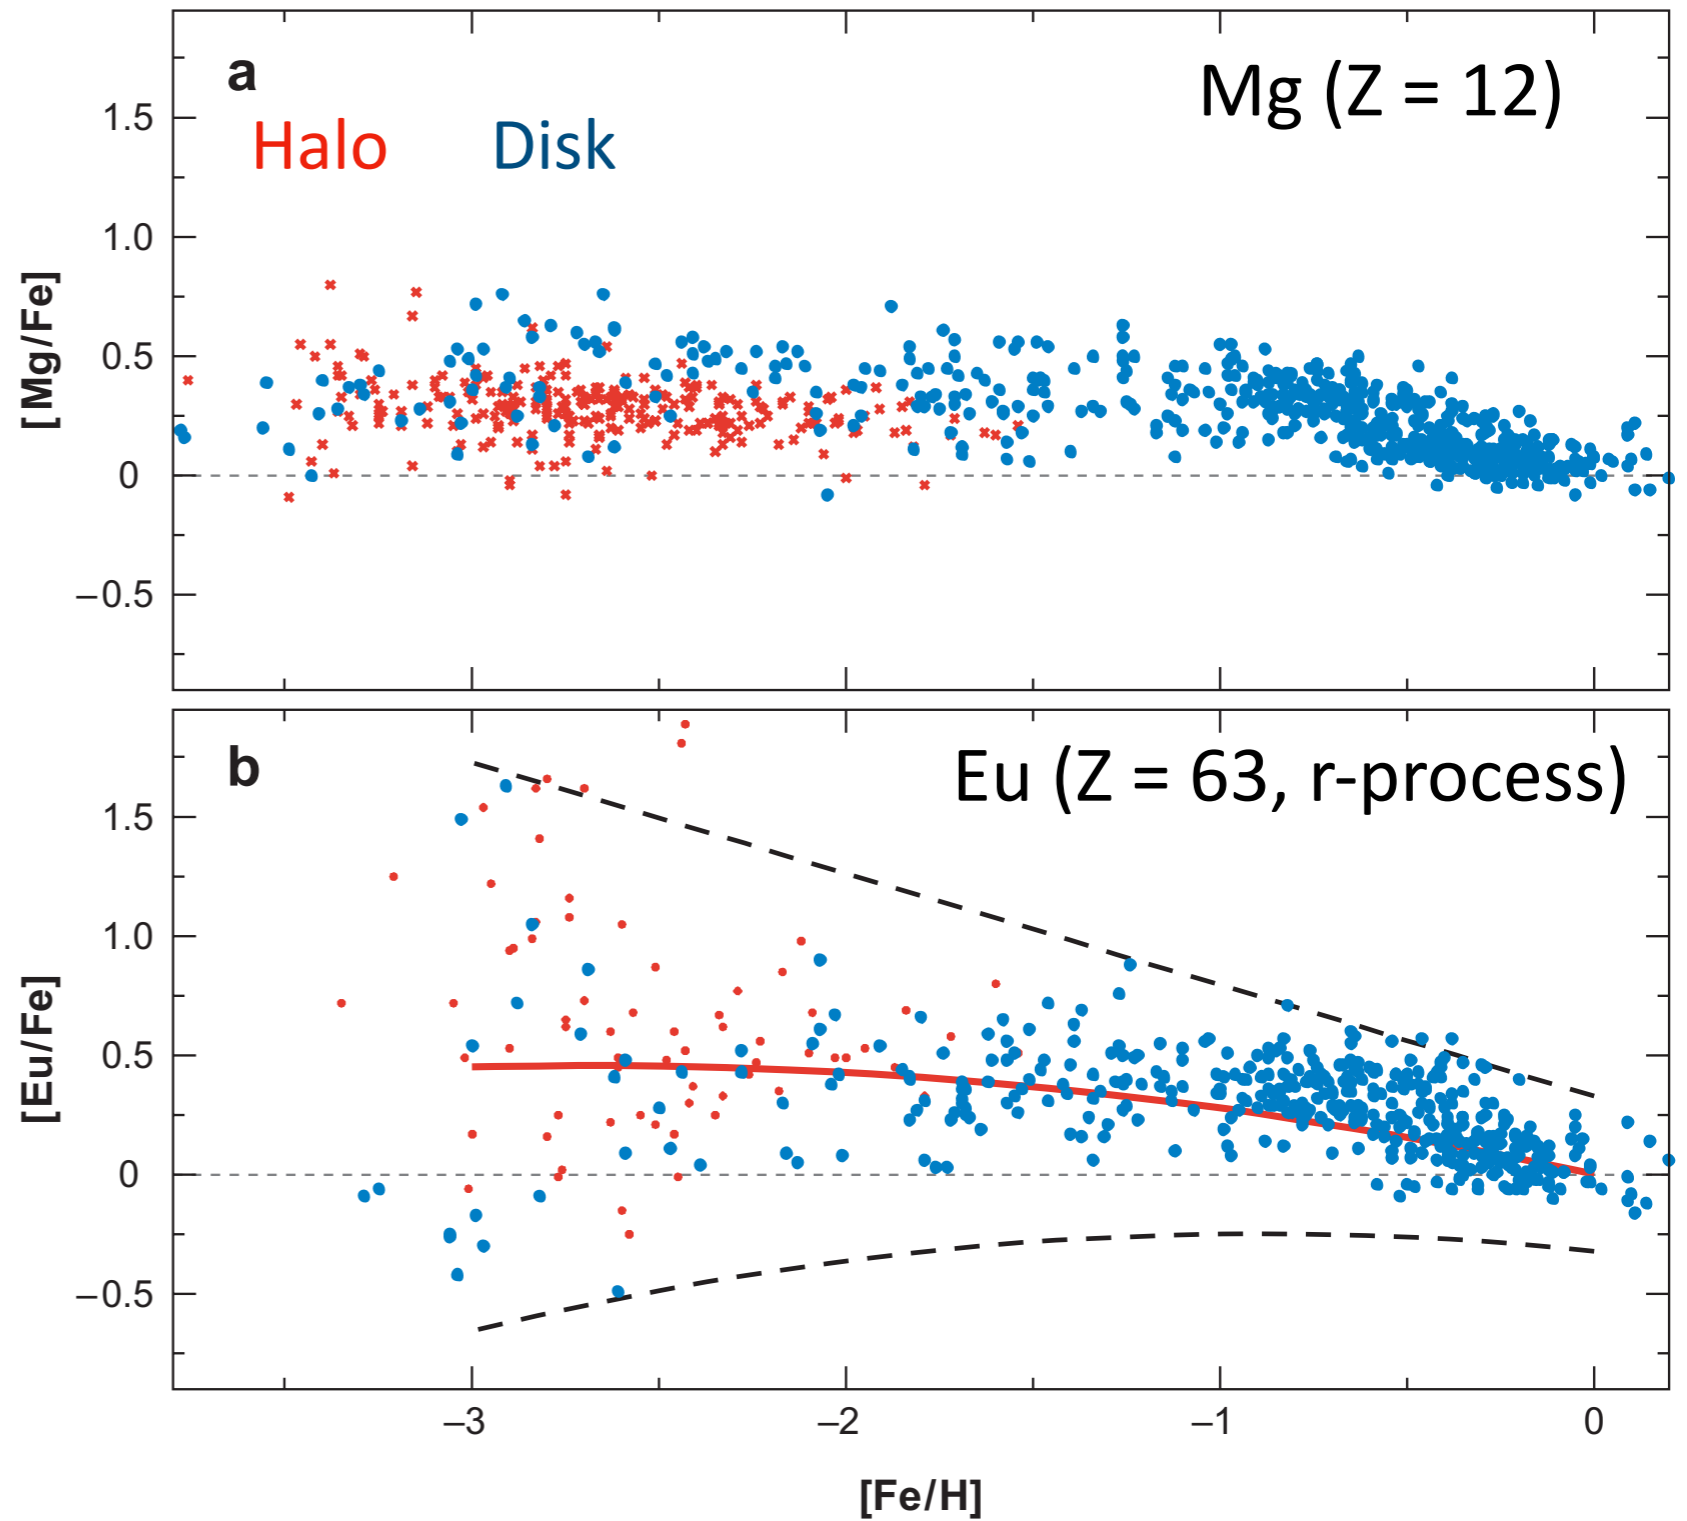 a
Mg (Z = 12)
Halo
Disk
1.5
1.0
0.5
0
−0.5
[Mg/Fe]
b
Eu (Z = 63, r-process)
1.5
1.0
0.5
0
−0.5
[Eu/Fe]
−3
−2
−1
0
[Fe/H]